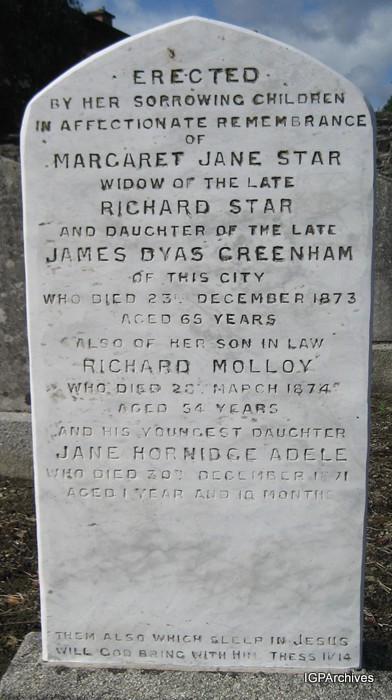 ERECTED
BY HER SORROWING CHILDREN
IN AFFECTIONATE REMEMBRANCE
OF
MARGARET JANE STAR
WIDOW OF THE LATE
RICHARD STAR
AND DAUGHTER OF THE LATE
JAMES DYAS GREENHAM
OF THIS CITY
WHO DIED 23RD DECEMBER 1873
AGED 65 YEARS
ALSO OF HER SON IN LAW
RICHARD MOLLOY
WHO DIED MARCH 1874
AGED 54 YEARS
AND HIS YOUNGEST DAUGHTER
JANE HORNIDGE ADELE
WHO DIED 30TH DECEMBER 1871
AGED 1 YEAR AND 10 MONTHS
THEM ALSO WHICH SLEEP IN JESUS
WILL GOD BRING WITH HIM. THESS IV.14
IGPArchives